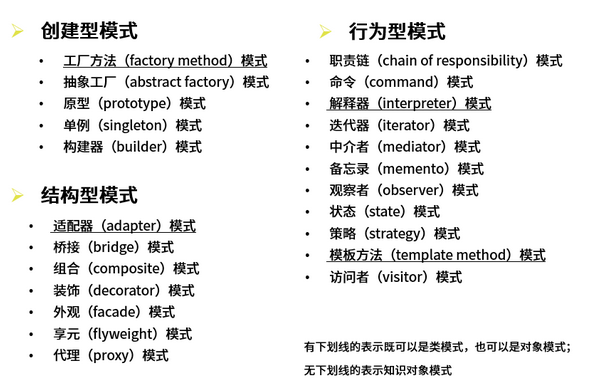 创建型模式
工厂方法（factory method）模式
抽象工厂（abstract factory）模式
原型（prototype）模式
单例（singleton）模式
构建器（builder）模式
结构型模式
适配器（adapter）模式
桥接（bridge）模式
组合（composite）模式
装饰（decorator）模式
外观（facade）模式
享元（flyweight）模式
代理（proxy）模式
行为型模式
职责链（chain of responsibility）模式
命令（command）模式
解释器（interpreter）模式
迭代器（iterator）模式
中介者（mediator）模式
备忘录（memento）模式
观察者（observer）模式
状态（state）模式
策略（strategy）模式
模板方法（template method）模式
访问者（visitor）模式
有下划线的表示既可以是类模式，也可以是对象模式；
无下划线的表示知识对象模式